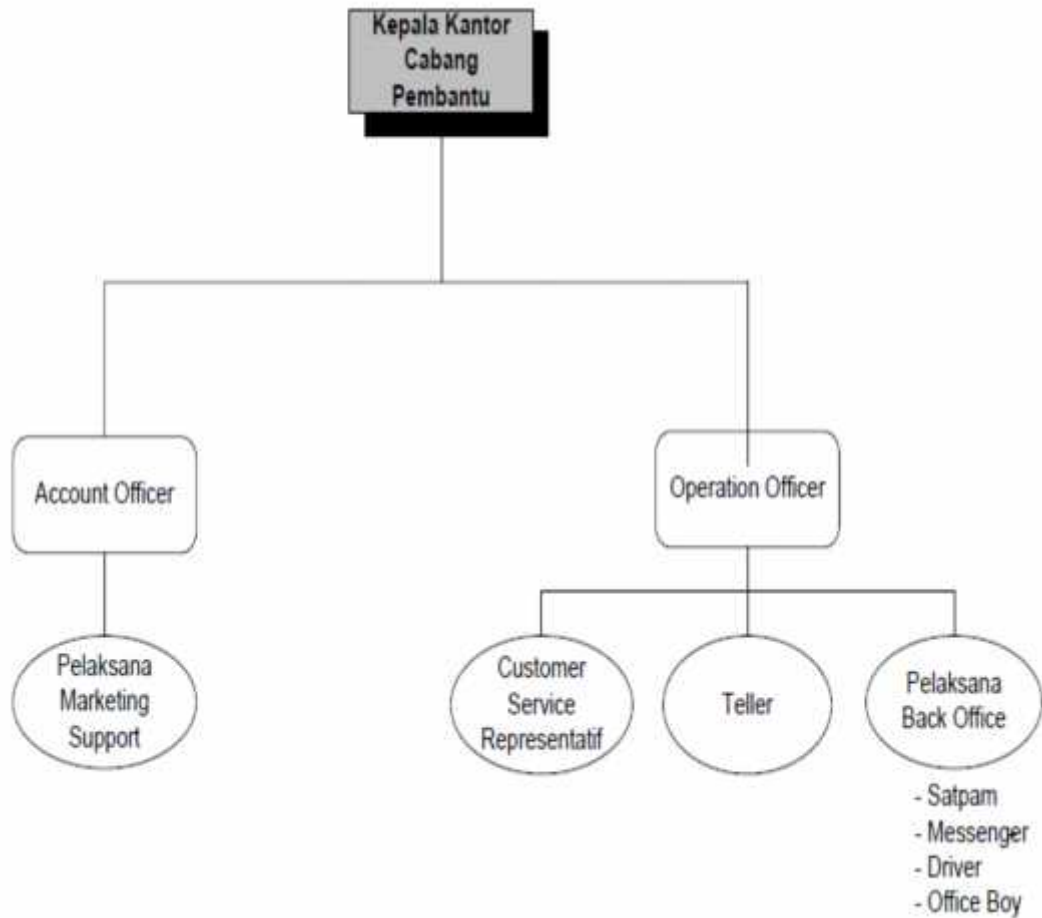 Kepala Kantor
Cabang
Pembantu
Account Officer
Operation Officer
Pelaksana
Marketing
Support
Customer
Service
Representatif
Teller
Pelaksana
Back Office
- Satpam
- Messenger
- Driver
- Office Boy